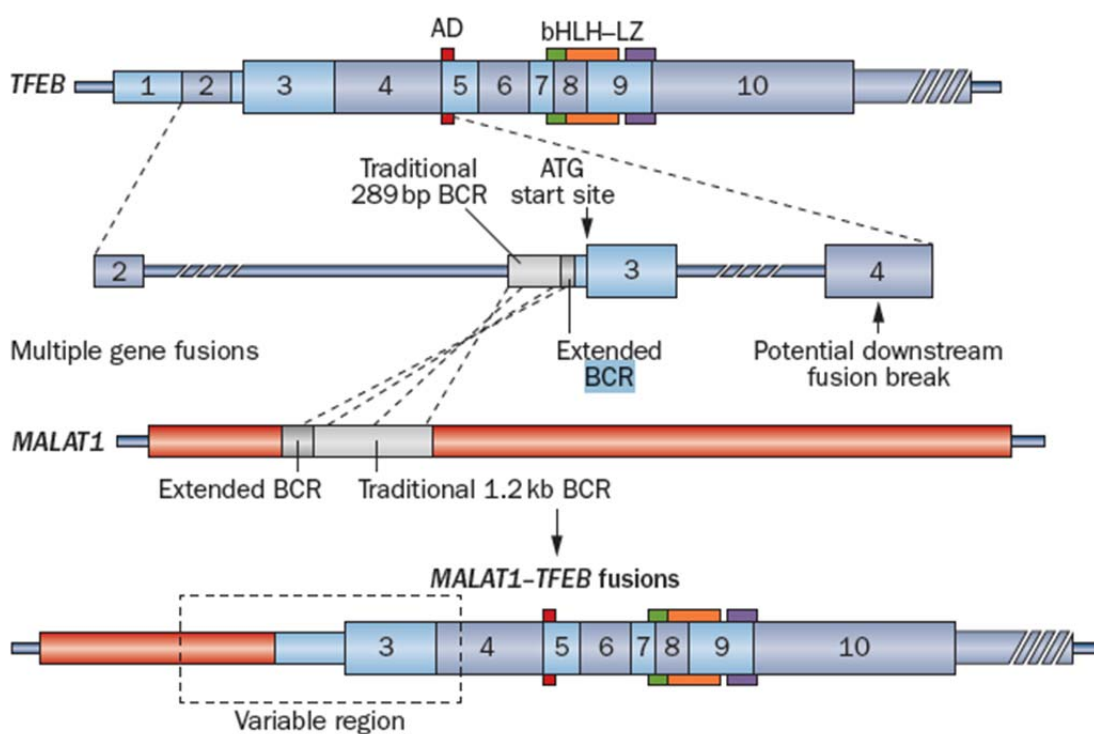 AD bHLH–LZ
TFEB 1 2 3 4 5 6 7 8 9 10
Traditional
289 bp BCR
ATG
start site
2 3 4
Multiple gene fusions
Extended
BCR
Potential downstream
fusion break
MALAT1
Extended BCR Traditional 1.2 kb BCR
MALAT1–TFEB fusions
3 4 5 6 7 8 9 10
Variable region